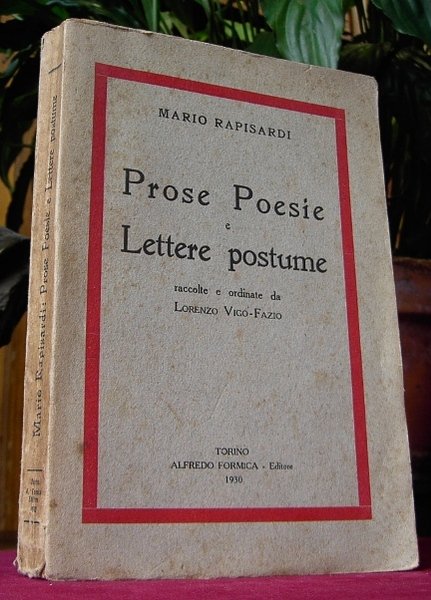 MARIO RAPISARDI
Prose Poesie
e
Lettere postume
raccolte e ordinate da
LORENZO VIGO-FAZIO
TORINO
ALFREDO FORMICA - Editore
1930
Mario Rapisardi: Prose Poesie e Lettere postume